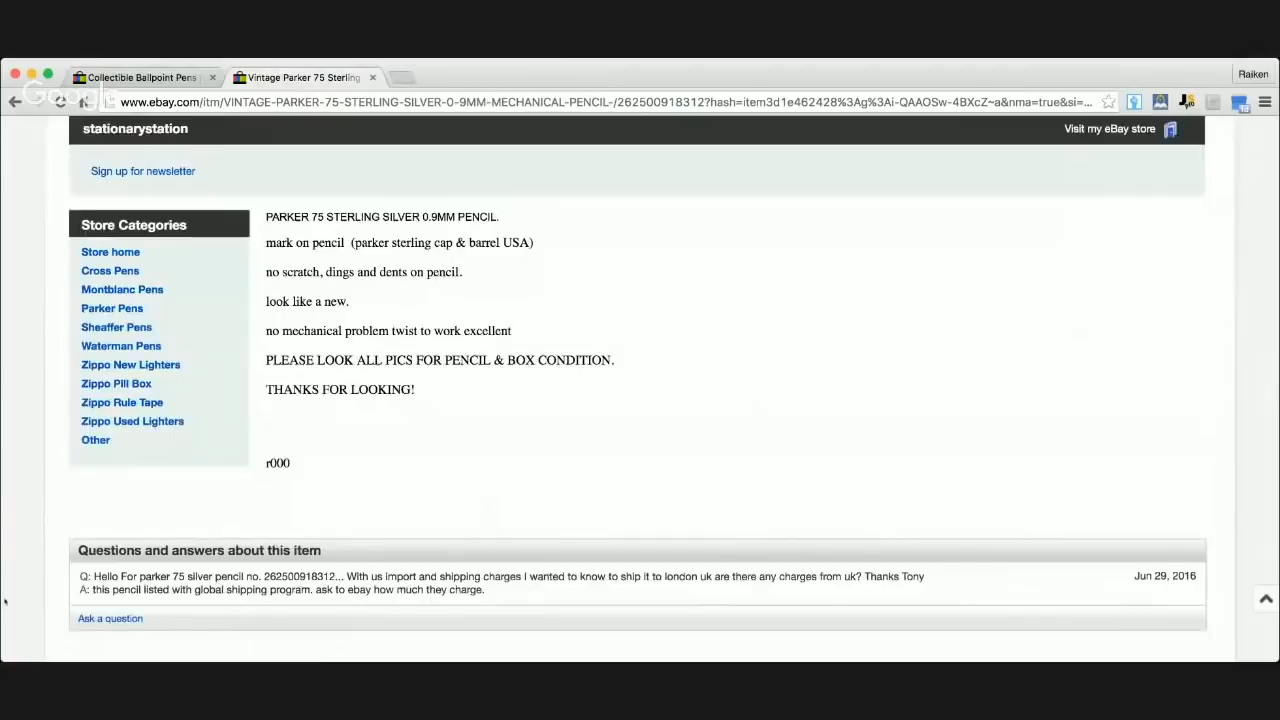 Collectible Ballpoint Pens
Vintage Parker 75 Sterling
Raiken
Google
www.ebay.com/itm/VINTAGE-PARKER-75-STERLING-SILVER-0-9MM-MECHANICAL-PENCIL-/262500918312?hash=item3d1e462428%3Ag%3Ai-QAAOSw-4BXcZ~a&nma=true&si=...
stationarystation
Visit my eBay store
Sign up for newsletter
Store Categories
Store home
Cross Pens
Montblanc Pens
Parker Pens
Sheaffer Pens
Waterman Pens
Zippo New Lighters
Zippo Pill Box
Zippo Rule Tape
Zippo Used Lighters
Other
PARKER 75 STERLING SILVER 0.9MM PENCIL.
mark on pencil (parker sterling cap & barrel USA)
no scratch, dings and dents on pencil.
look like a new.
no mechanical problem twist to work excellent
PLEASE LOOK ALL PICS FOR PENCIL & BOX CONDITION.
THANKS FOR LOOKING!
r000
Questions and answers about this item
Q: Hello For parker 75 silver pencil no. 262500918312... With us import and shipping charges I wanted to know to ship it to london uk are there any charges from uk? Thanks Tony
Jun 29, 2016
A: this pencil listed with global shipping program. ask to ebay how much they charge.
Ask a question